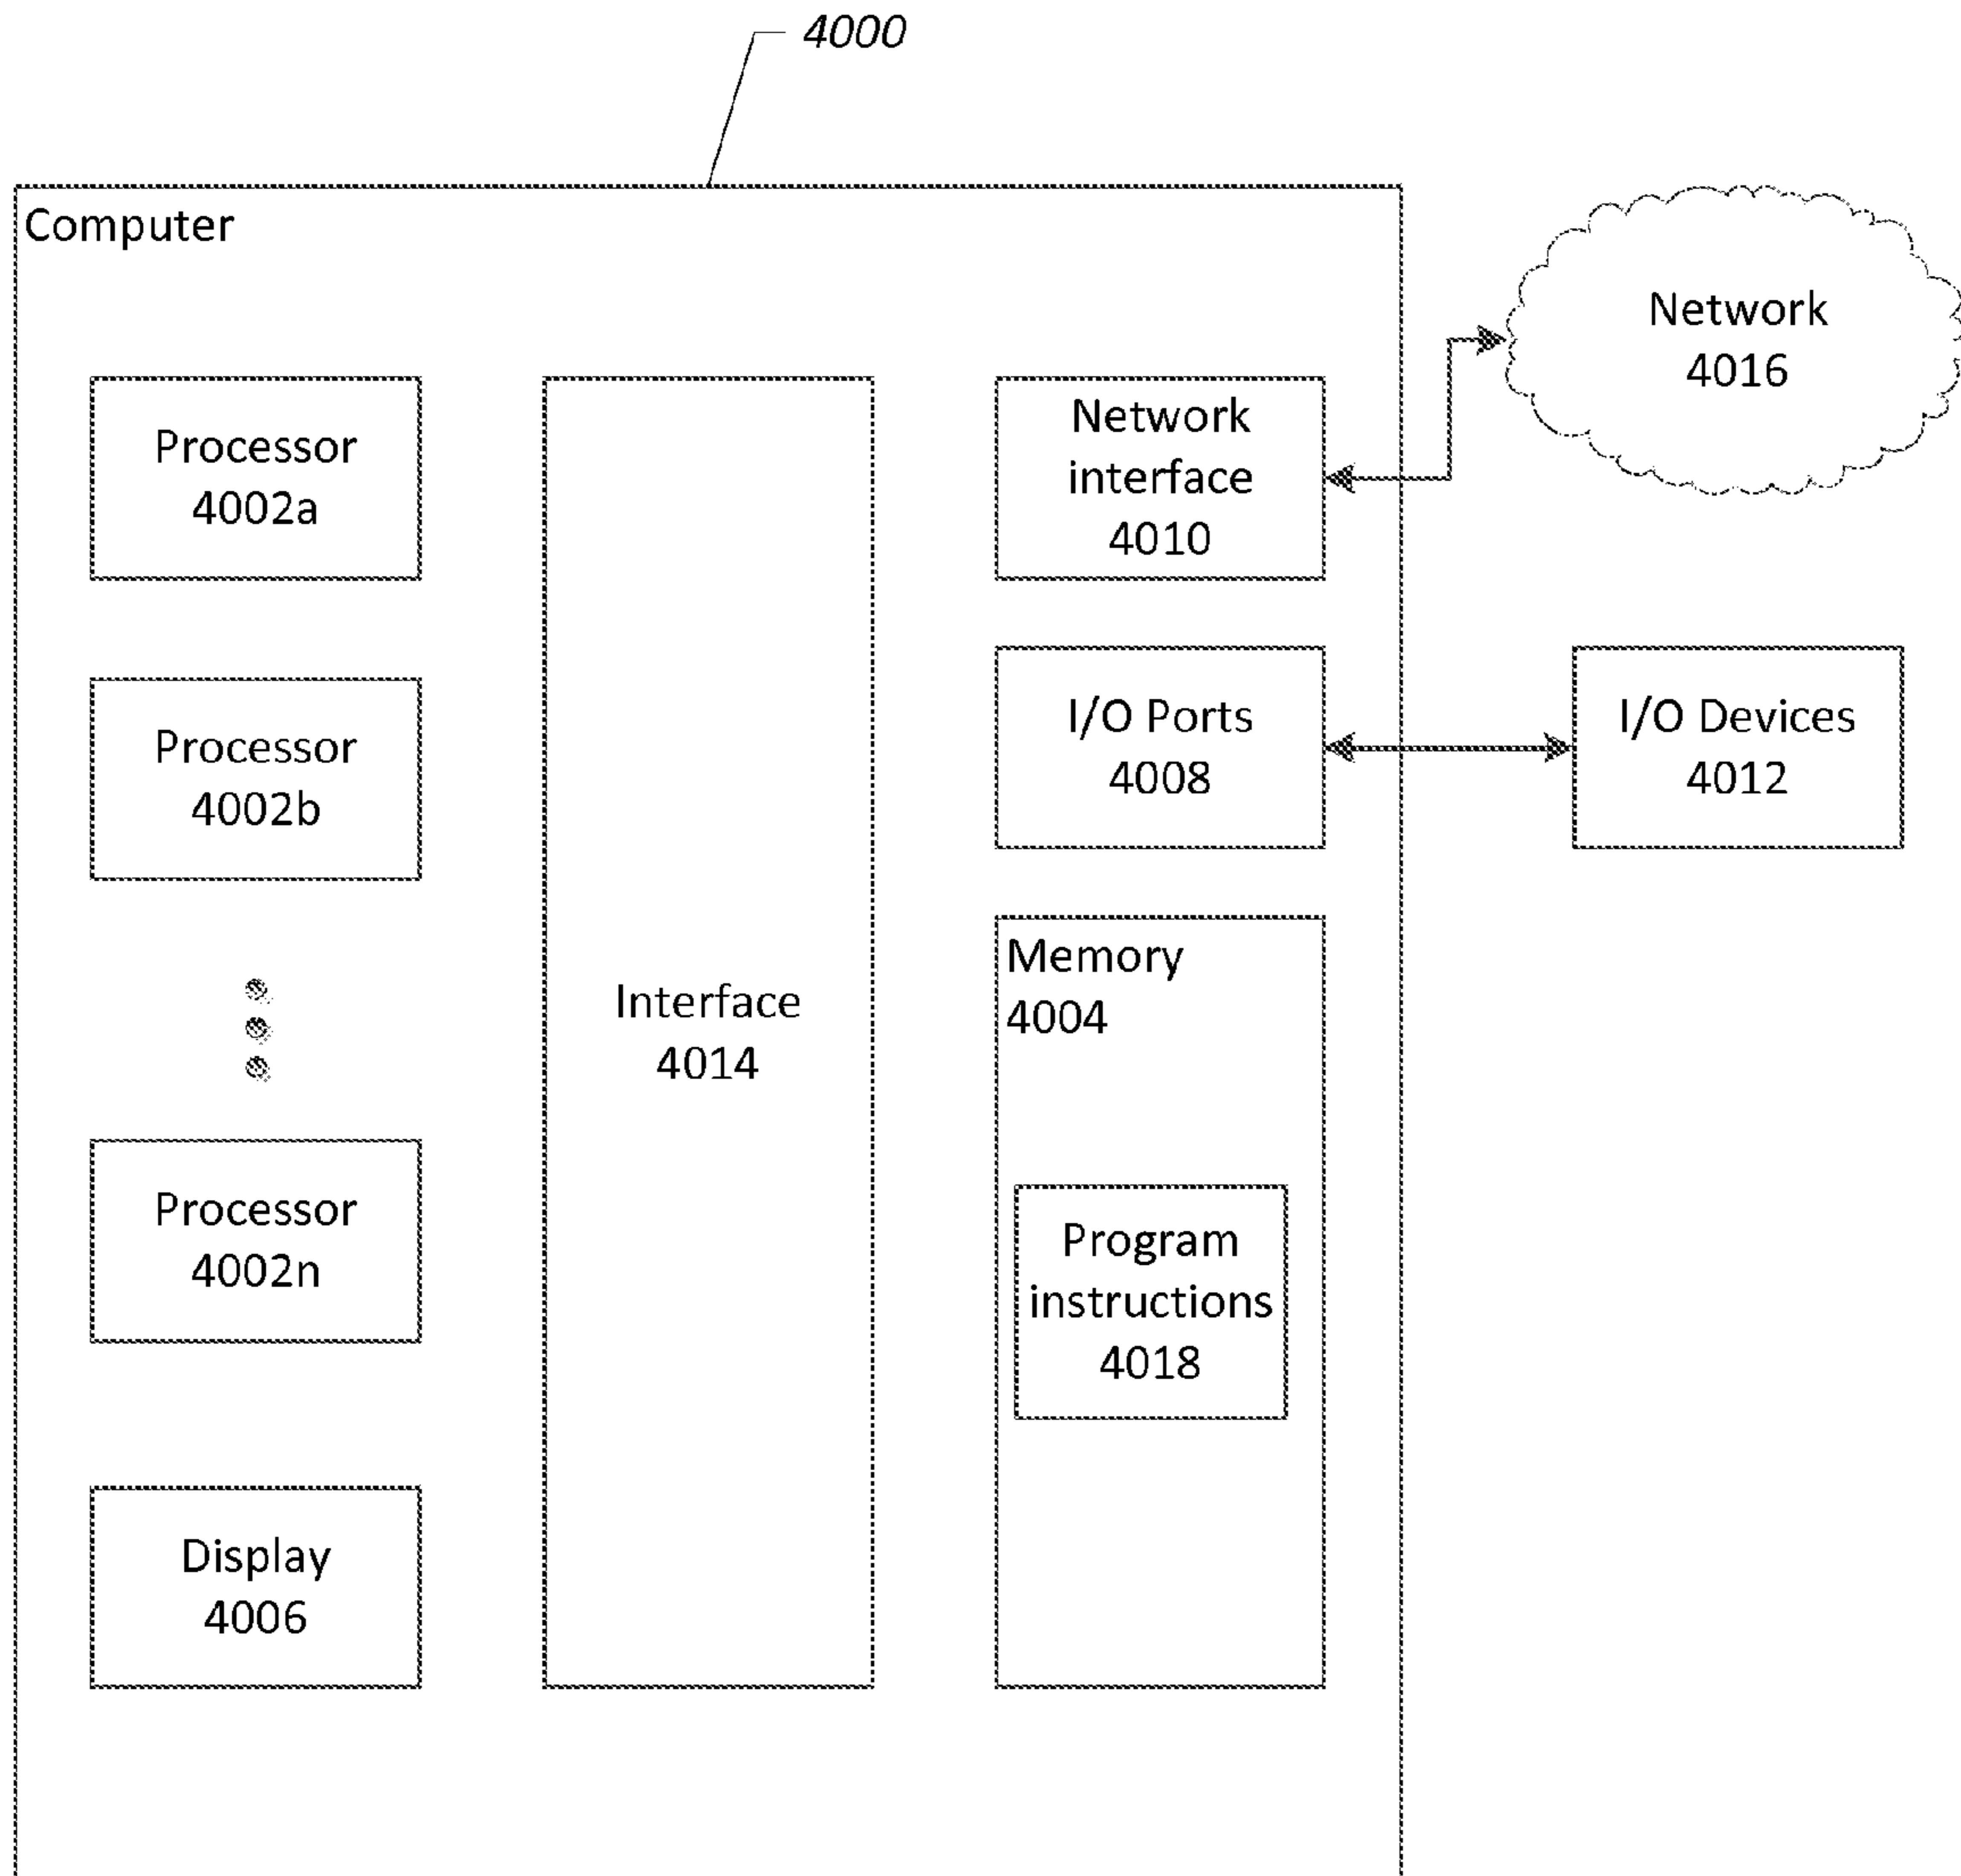 4000
Computer
Processor
4002a
Processor
4002b
Processor
4002n
Display
4006
Interface
4014
Network
interface
4010
I/O Ports
4008
Memory
4004
Program
instructions
4018
Network
4016
I/O Devices
4012